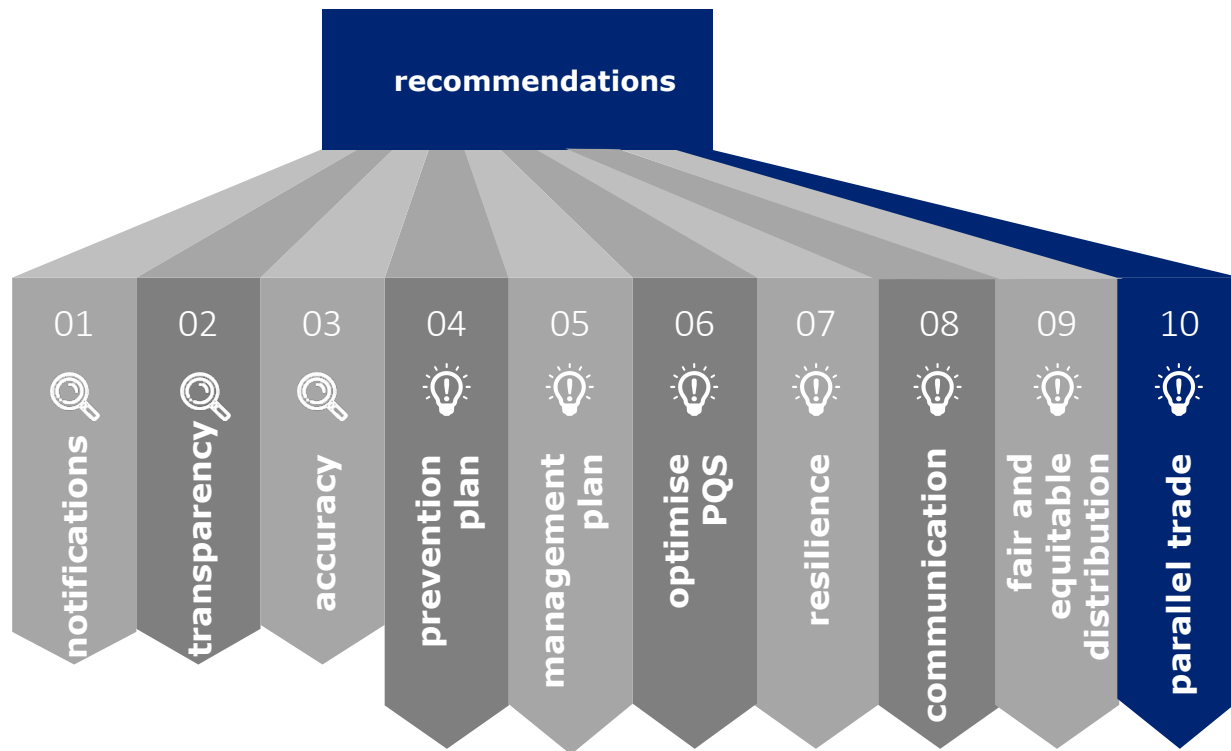 recommendations
01
notifications
02
transparency
03
accuracy
04
prevention
plan
05
management
plan
06
optimise
PQS
07
resilience
08
communication
09
fair and
equitable
distribution
10
parallel trade